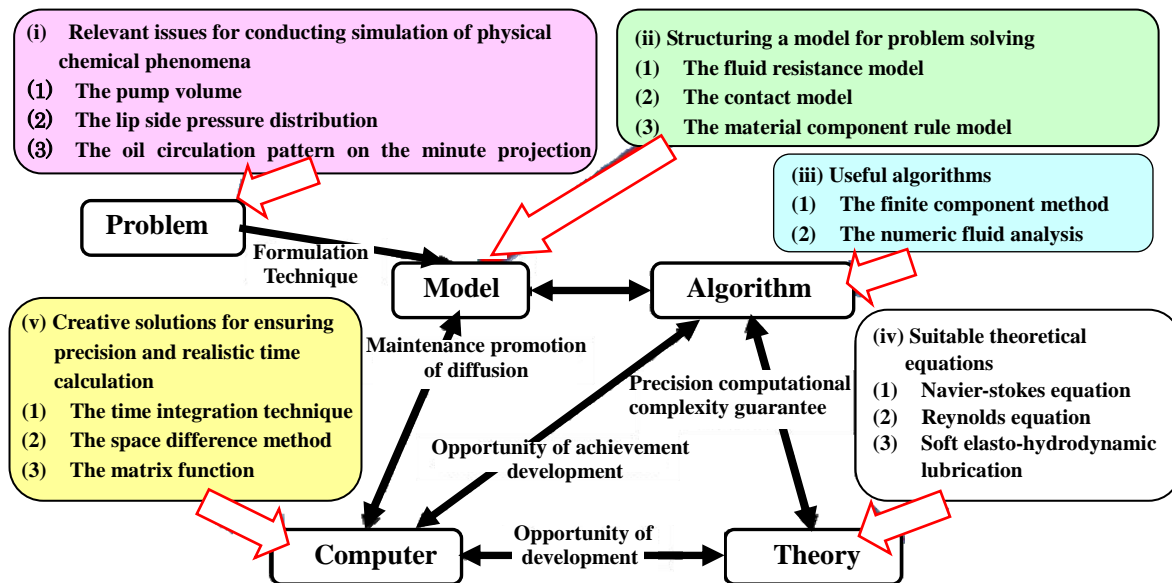 (i) Relevant issues for conducting simulation of physical
chemical phenomena
(1) The pump volume
(2) The lip side pressure distribution
(3) The oil circulation pattern on the minute projection
(ii) Structuring a model for problem solving
(1) The fluid resistance model
(2) The contact model
(3) The material component rule model
(iii) Useful algorithms
(1) The finite component method
(2) The numeric fluid analysis
Problem
Formulation
Technique
Model
Algorithm
(v) Creative solutions for ensuring
precision and realistic time
calculation
(1) The time integration technique
(2) The space difference method
(3) The matrix function
Maintenance promotion
of diffusion
Precision computational
complexity guarantee
(iv) Suitable theoretical
equations
(1) Navier-stokes equation
(2) Reynolds equation
(3) Soft elasto-hydrodynamic
lubrication
Opportunity of achievement
development
Computer
Opportunity of
development
Theory